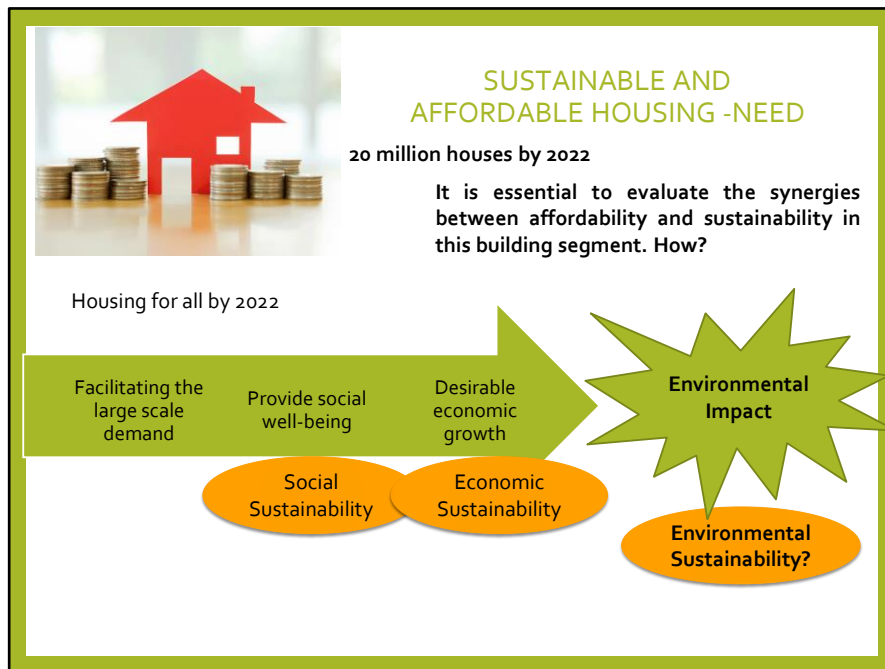 SUSTAINABLE AND
AFFORDABLE HOUSING -NEED
20 million houses by 2022
It is essential to evaluate the synergies
between affordability and sustainability in
this building segment. How?
Housing for all by 2022
Facilitating the
large scale
demand
Provide social
well-being
Desirable
economic
growth
Environmental
Impact
Social
Sustainability
Economic
Sustainability
Environmental
Sustainability?